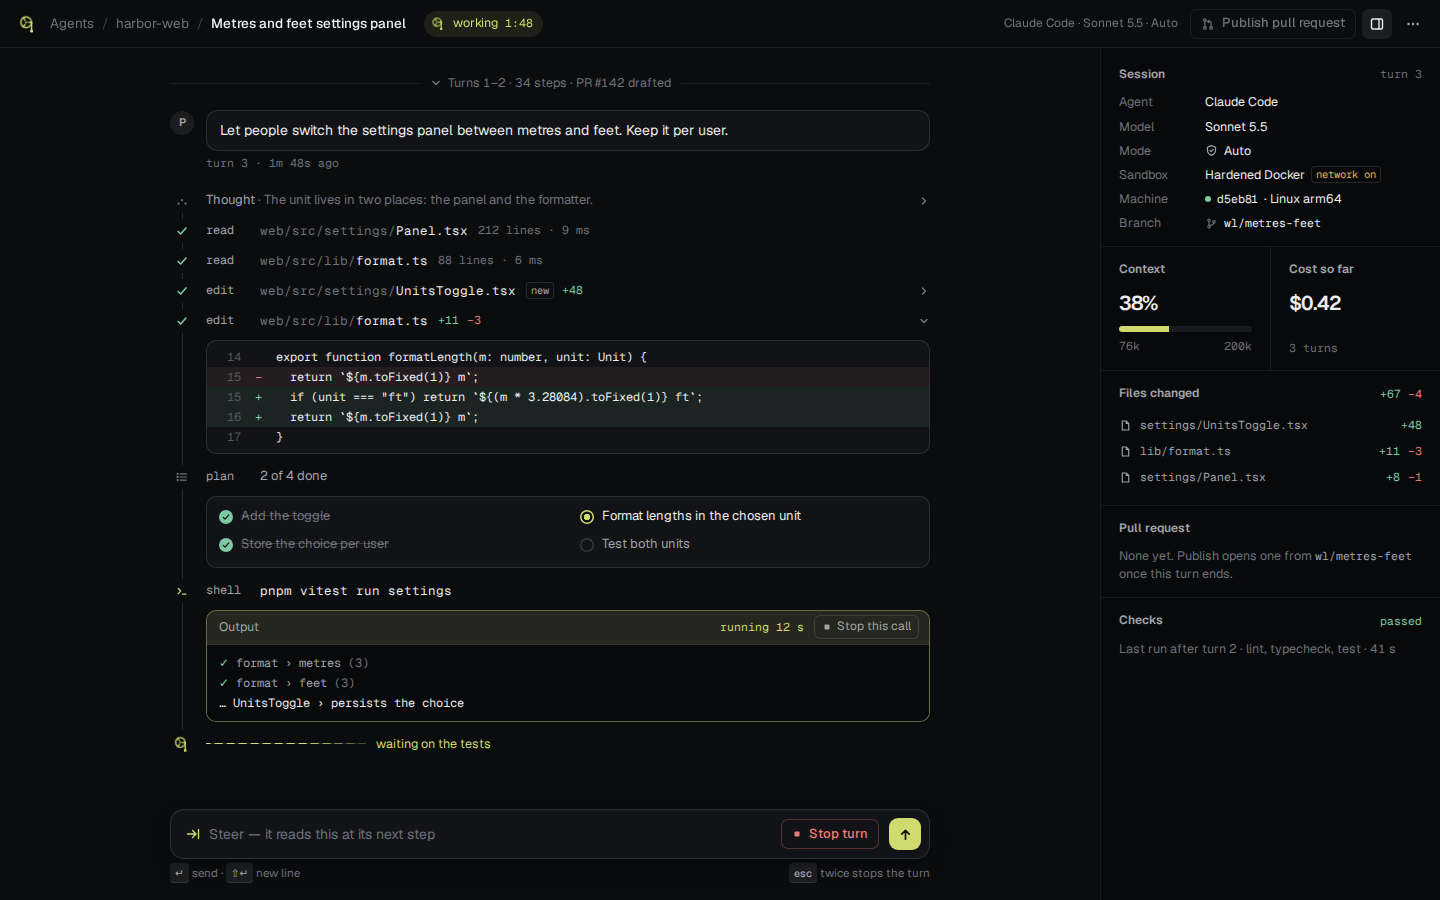 Agents / harbor-web / Metres and feet settings panel working 1:48 Claude Code · Sonnet 5.5 · Auto Publish pull request
Turns 1–2 · 34 steps · PR #142 drafted
P Let people switch the settings panel between metres and feet. Keep it per user.
turn 3 · 1m 48s ago
Thought · The unit lives in two places: the panel and the formatter.
read web/src/settings/Panel.tsx 212 lines · 9 ms
read web/src/lib/format.ts 88 lines · 6 ms
edit web/src/settings/UnitsToggle.tsx new +48
edit web/src/lib/format.ts +11 −3
14 export function formatLength(m: number, unit: Unit) {
15 − return `${m.toFixed(1)} m`;
15 + if (unit === "ft") return `${(m * 3.28084).toFixed(1)} ft`;
16 + return `${m.toFixed(1)} m`;
17 }
plan 2 of 4 done
Add the toggle Format lengths in the chosen unit
Store the choice per user Test both units
shell pnpm vitest run settings
Output running 12 s Stop this call
✓ format › metres (3)
✓ format › feet (3)
… UnitsToggle › persists the choice
waiting on the tests
Steer — it reads this at its next step Stop turn
↵ send · ⇧↵ new line esc twice stops the turn
Session turn 3
Agent Claude Code
Model Sonnet 5.5
Mode Auto
Sandbox Hardened Docker network on
Machine d5eb81 · Linux arm64
Branch wl/metres-feet
Context Cost so far
38% $0.42
76k 200k 3 turns
Files changed +67 −4
settings/UnitsToggle.tsx +48
lib/format.ts +11 −3
settings/Panel.tsx +8 −1
Pull request
None yet. Publish opens one from wl/metres-feet
once this turn ends.
Checks passed
Last run after turn 2 · lint, typecheck, test · 41 s